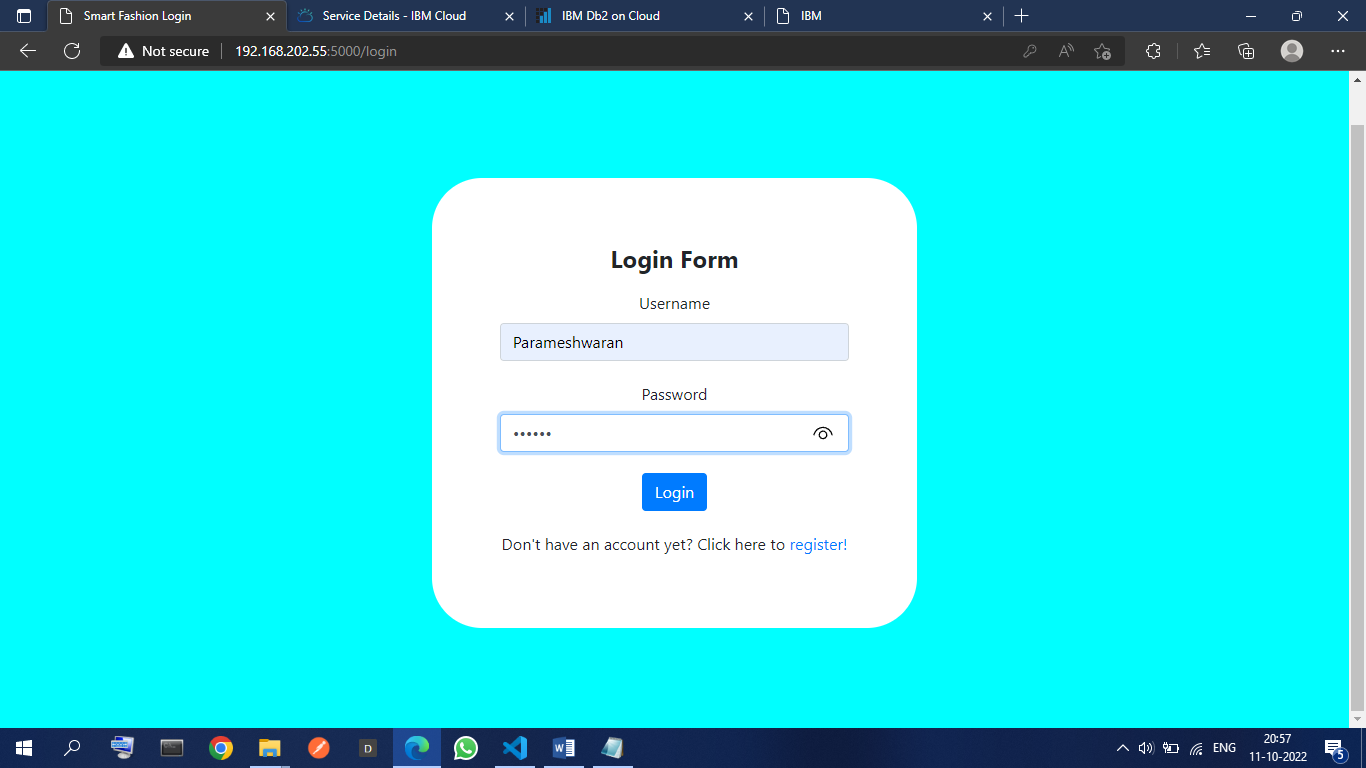 Smart Fashion Login
Service Details - IBM Cloud
IBM Db2 on Cloud
IBM
Not secure
192.168.202.55:5000/login
Login Form
Username
Parameshwaran
Password
Login
Don't have an account yet? Click here to register!
D
ENG
20:57
11-10-2022
5